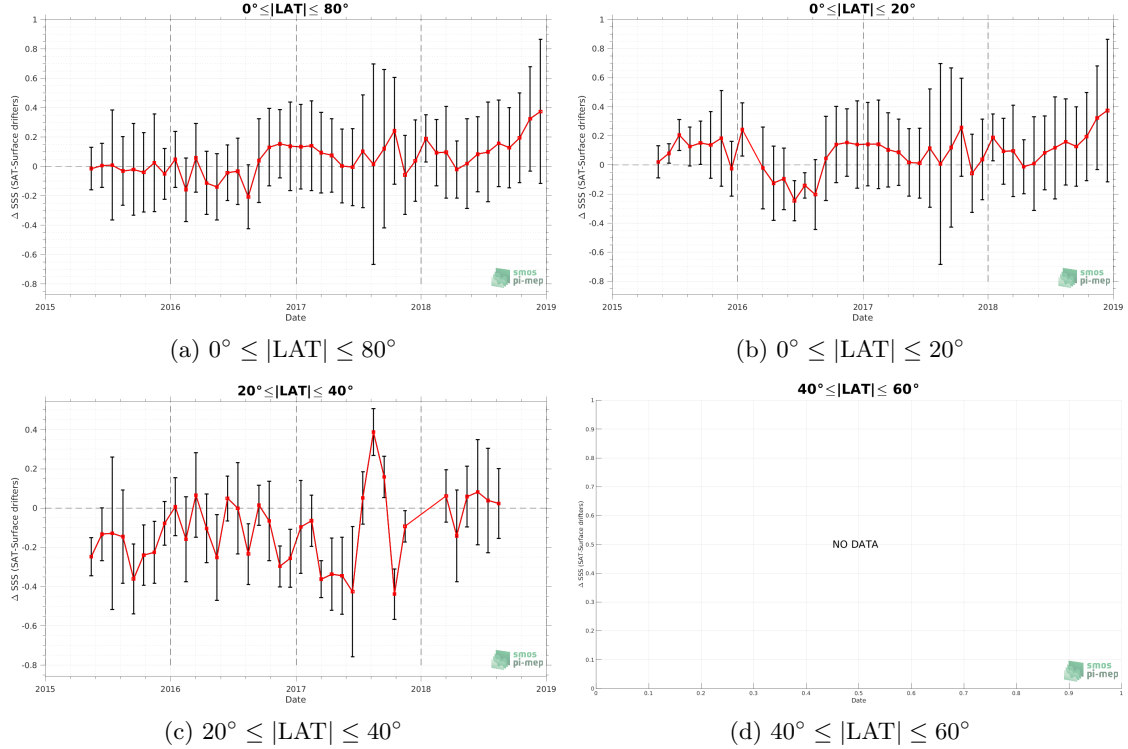 0°≤|LAT|≤ 80°
Δ SSS (SAT-Surface drifters)
1
0.8
0.6
0.4
0.2
0
-0.2
-0.4
-0.6
-0.8
2015
2016
2017
2018
2019
Date
smos
pi-mep
(a) 0° ≤ |LAT| ≤ 80°
0°≤|LAT|≤ 20°
Δ SSS (SAT-Surface drifters)
1
0.8
0.6
0.4
0.2
0
-0.2
-0.4
-0.6
-0.8
2015
2016
2017
2018
2019
Date
smos
pi-mep
(b) 0° ≤ |LAT| ≤ 20°
20°≤|LAT|≤ 40°
Δ SSS (SAT-Surface drifters)
0.4
0.2
0
-0.2
-0.4
-0.6
-0.8
2015
2016
2017
2018
2019
Date
smos
pi-mep
(c) 20° ≤ |LAT| ≤ 40°
40°≤|LAT|≤ 60°
Δ SSS (SAT-Surface drifters)
1
0.9
0.8
0.7
0.6
0.5
0.4
0.3
0.2
0.1
0
NO DATA
0
0.1
0.2
0.3
0.4
0.5
0.6
0.7
0.8
0.9
1
Date
smos
pi-mep
(d) 40° ≤ |LAT| ≤ 60°